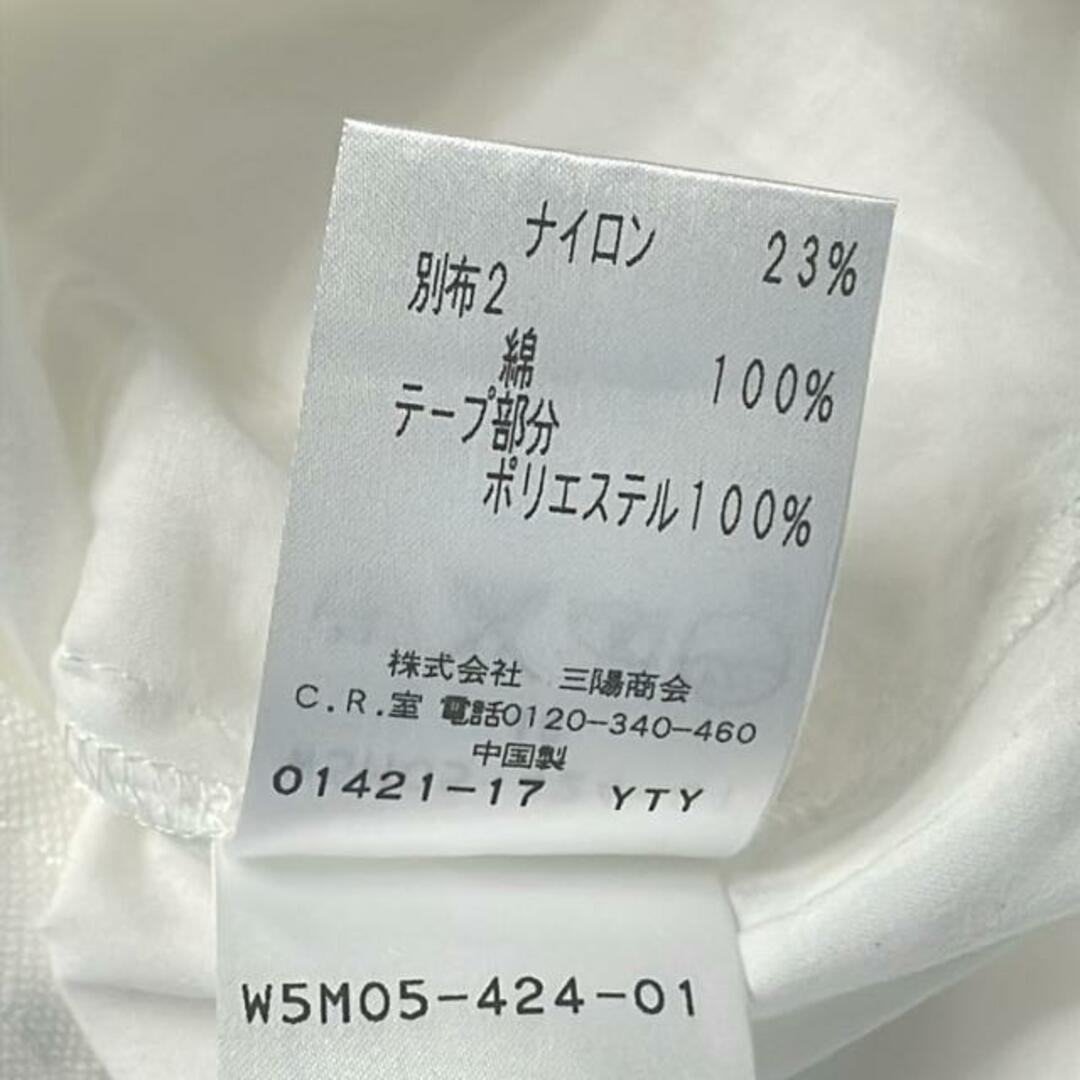 ナイロン 23%
別布2
綿 100%
テープ部分
ポリエステル100%
株式会社 三陽商会
C.R.室 電話0120-340-460
中国製
01421-17 YTY
W5M05-424-01